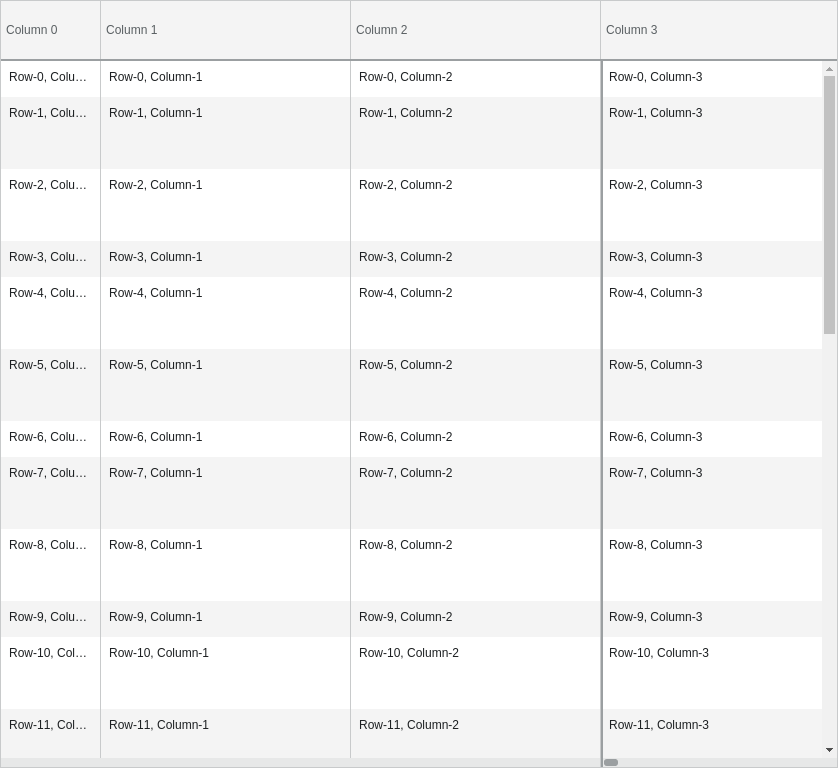 Column 0 Column 1 Column 2 Column 3
Row-0, Colu... Row-0, Column-1 Row-0, Column-2 Row-0, Column-3
Row-1, Colu... Row-1, Column-1 Row-1, Column-2 Row-1, Column-3
Row-2, Colu... Row-2, Column-1 Row-2, Column-2 Row-2, Column-3
Row-3, Colu... Row-3, Column-1 Row-3, Column-2 Row-3, Column-3
Row-4, Colu... Row-4, Column-1 Row-4, Column-2 Row-4, Column-3
Row-5, Colu... Row-5, Column-1 Row-5, Column-2 Row-5, Column-3
Row-6, Colu... Row-6, Column-1 Row-6, Column-2 Row-6, Column-3
Row-7, Colu... Row-7, Column-1 Row-7, Column-2 Row-7, Column-3
Row-8, Colu... Row-8, Column-1 Row-8, Column-2 Row-8, Column-3
Row-9, Colu... Row-9, Column-1 Row-9, Column-2 Row-9, Column-3
Row-10, Col... Row-10, Column-1 Row-10, Column-2 Row-10, Column-3
Row-11, Col... Row-11, Column-1 Row-11, Column-2 Row-11, Column-3